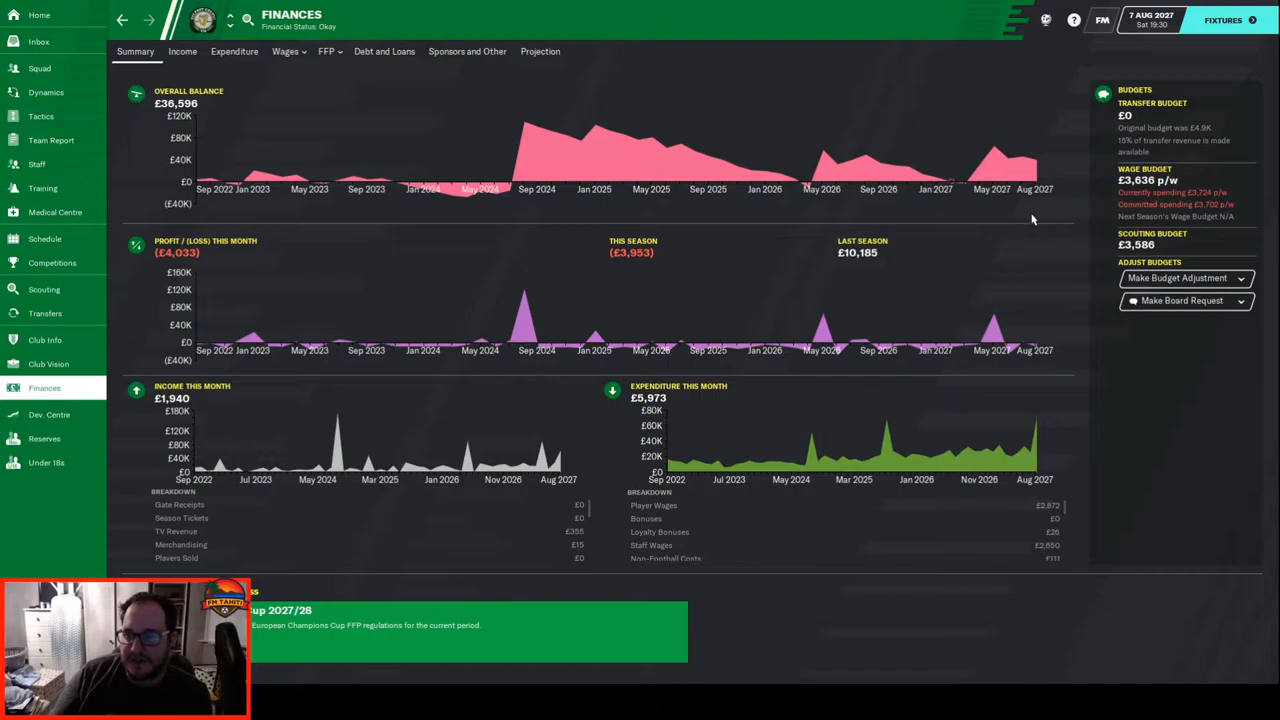 Home
Inbox
Squad
Dynamics
Tactics
Team Report
Staff
Training
Medical Centre
Schedule
Competitions
Scouting
Transfers
Club Info
Club Vision
Finances
Dev. Centre
Reserves
Under 18s
FINANCES
Financial Status: Okay
FM
7 AUG 2027
Sat 19:30
FIXTURES
Summary Income Expenditure Wages FFP Debt and Loans Sponsors and Other Projection
OVERALL BALANCE
£36,596
£120K
£80K
£40K
£0
(£40K)
Sep 2022 Jan 2023 May 2023 Sep 2023 Jan 2024 May 2024 Sep 2024 Jan 2025 May 2025 Sep 2025 Jan 2026 May 2026 Sep 2026 Jan 2027 May 2027 Aug 2027
PROFIT / (LOSS) THIS MONTH
(£4,033)
THIS SEASON
(£3,953)
LAST SEASON
£10,185
£160K
£120K
£80K
£40K
£0
(£40K)
Sep 2022 Jan 2023 May 2023 Sep 2023 Jan 2024 May 2024 Sep 2024 Jan 2025 May 2025 Sep 2025 Jan 2026 May 2026 Sep 2026 Jan 2027 May 2027 Aug 2027
INCOME THIS MONTH
£1,940
£180K
£120K
£80K
£40K
£0
Sep 2022 Jul 2023 May 2024 Mar 2025 Jan 2026 Nov 2026 Aug 2027
BREAKDOWN
Gate Receipts £0
Season Tickets £0
TV Revenue £355
Merchandising £15
Players Sold £0
EXPENDITURE THIS MONTH
£5,973
£80K
£60K
£40K
£20K
£0
Sep 2022 Jul 2023 May 2024 Mar 2025 Jan 2026 Nov 2026 Aug 2027
BREAKDOWN
Player Wages £2,872
Bonuses £0
Loyalty Bonuses £26
Staff Wages £2,650
Non-Football Costs £111
BUDGETS
TRANSFER BUDGET
£0
Original budget was £4.9K
15% of transfer revenue is made
available
WAGE BUDGET
£3,636 p/w
Currently spending £3,724 p/w
Committed spending £3,702 p/w
Next Season's Wage Budget N/A
SCOUTING BUDGET
£3,586
ADJUST BUDGETS
Make Budget Adjustment
Make Board Request
ss
up 2027/28
European Champions Cup FFP regulations for the current period.
FM TAHITI